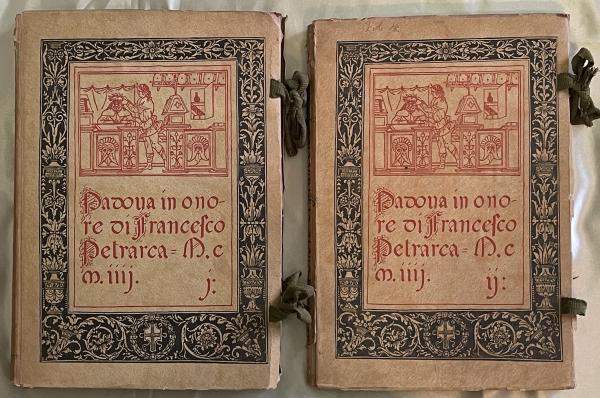 Padova in ono-
re di Francesco
Petrarca = M.c
m.iiij.
j:
Padova in ono-
re di Francesco
Petrarca = M.c
m.iiij.
ij: